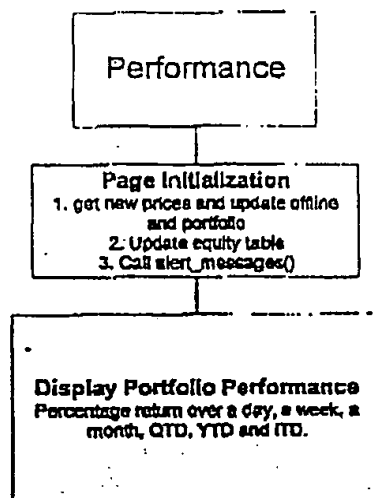 Performance
Page Initialization
1. get new prices and update offline
and portfolio
2. Update equity table
3. Call alert_messages()
Display Portfolio Performance
Percentage return over a day, a week, a
month, QTD, YTD and ITD.